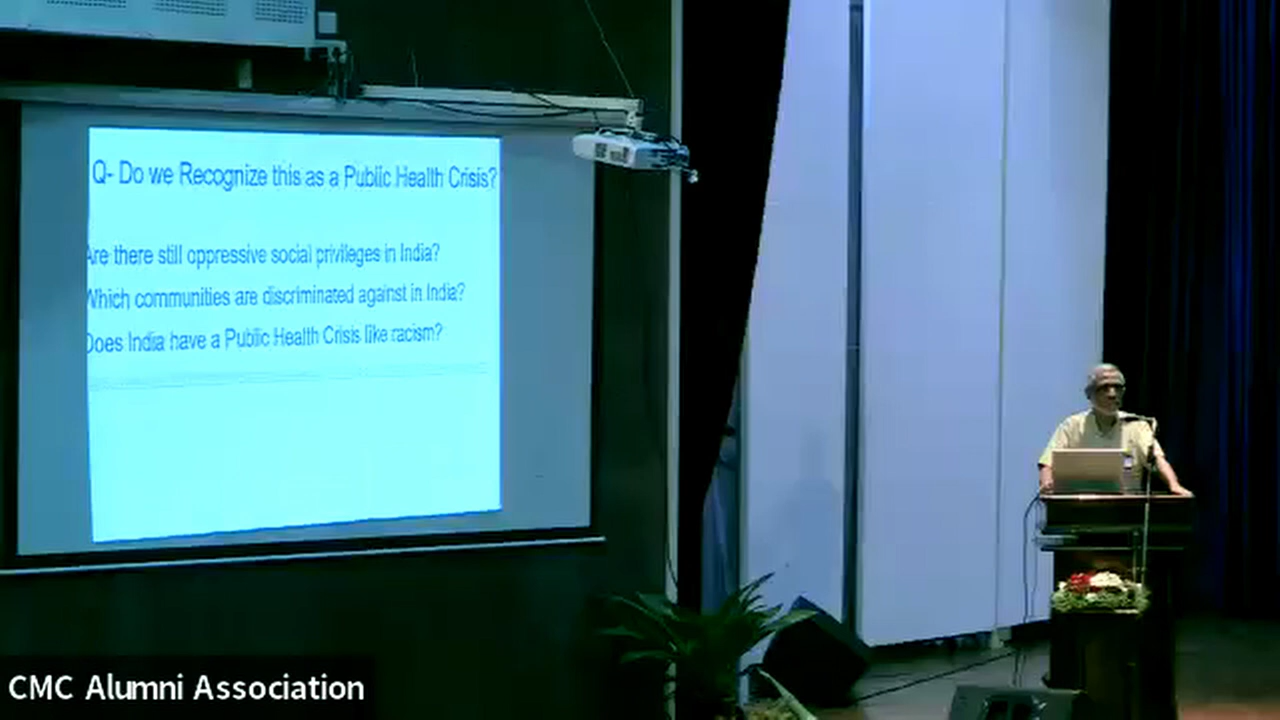 Q- Do we Recognize this as a Public Health Crisis?
Are there still oppressive social privileges in India?
Which communities are discriminated against in India?
Does India have a Public Health Crisis like racism?
CMC Alumni Association